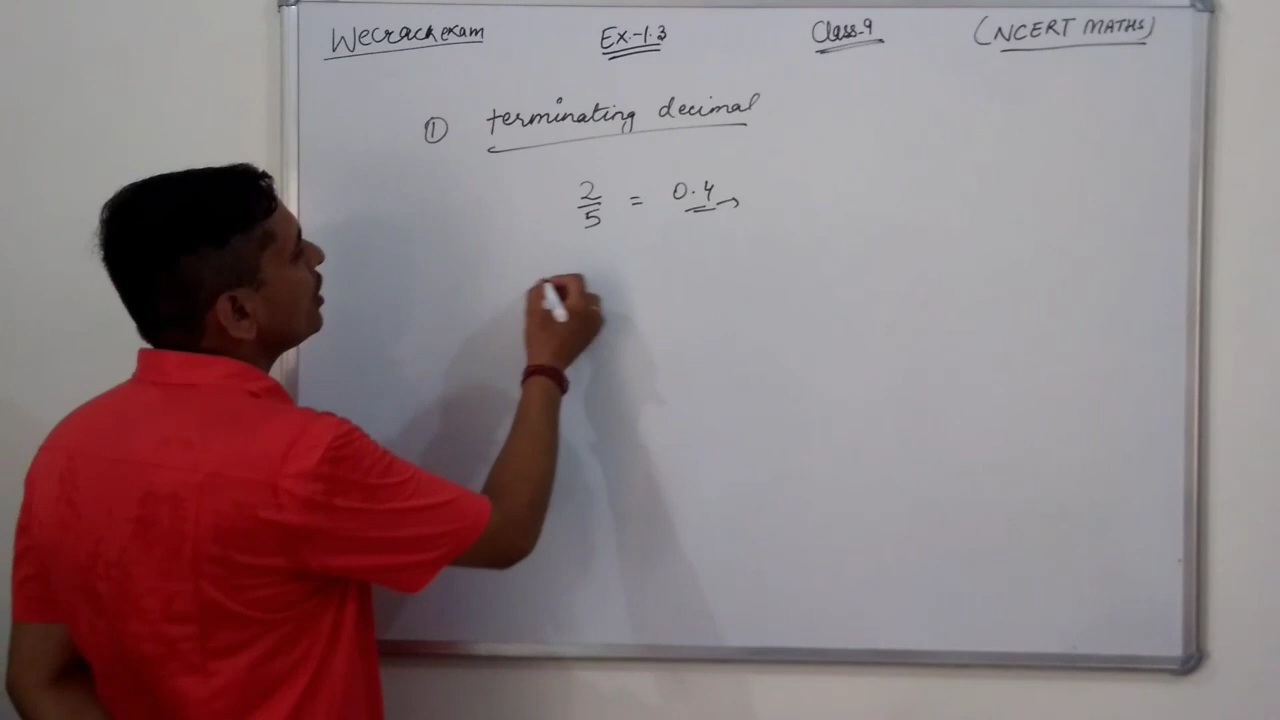 Wecrackexam Ex.-1.3 Class-9 (NCERT MATHS)
① terminating decimal
2/5 = 0.4 →